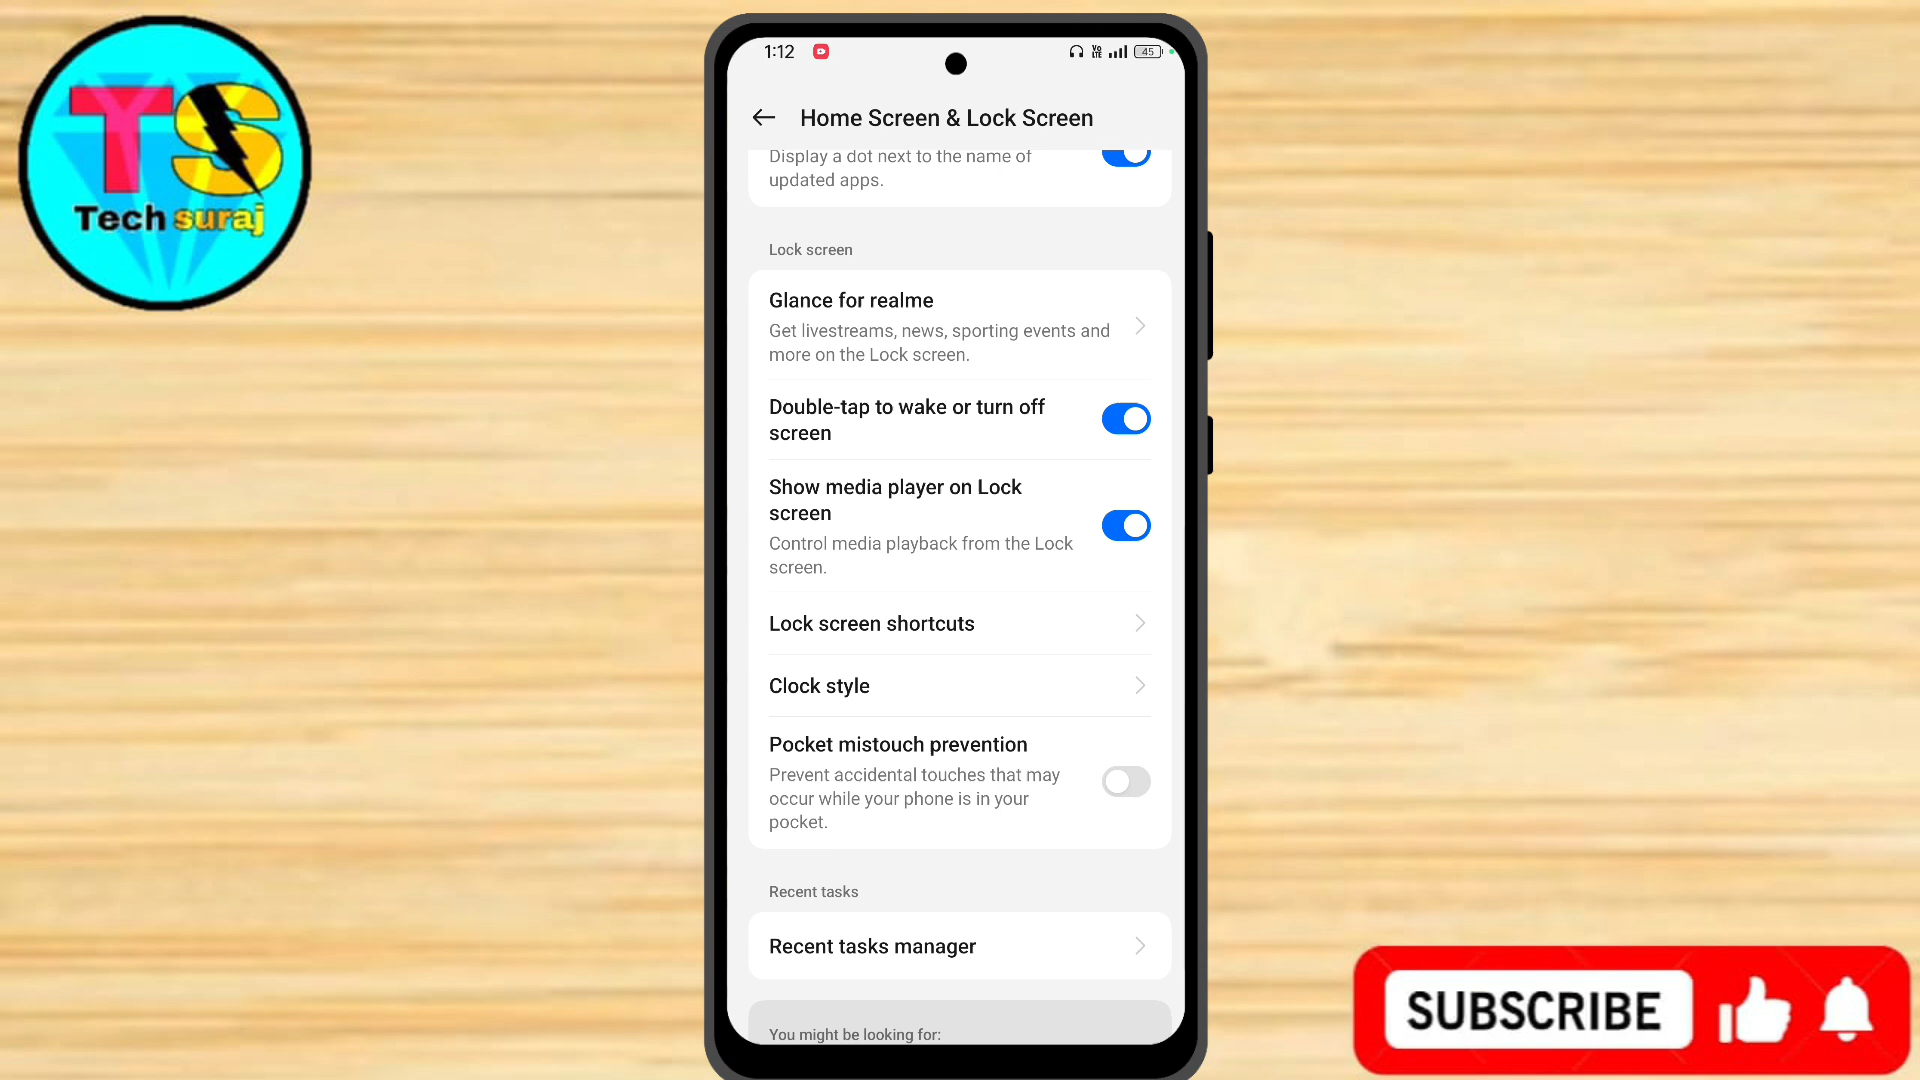 TS
Tech suraj
1:12
VO
LTE
45
Home Screen & Lock Screen
Display a dot next to the name of
updated apps.
Lock screen
Glance for realme
Get livestreams, news, sporting events and
more on the Lock screen.
Double-tap to wake or turn off
screen
Show media player on Lock
screen
Control media playback from the Lock
screen.
Lock screen shortcuts
Clock style
Pocket mistouch prevention
Prevent accidental touches that may
occur while your phone is in your
pocket.
Recent tasks
Recent tasks manager
You might be looking for:
SUBSCRIBE